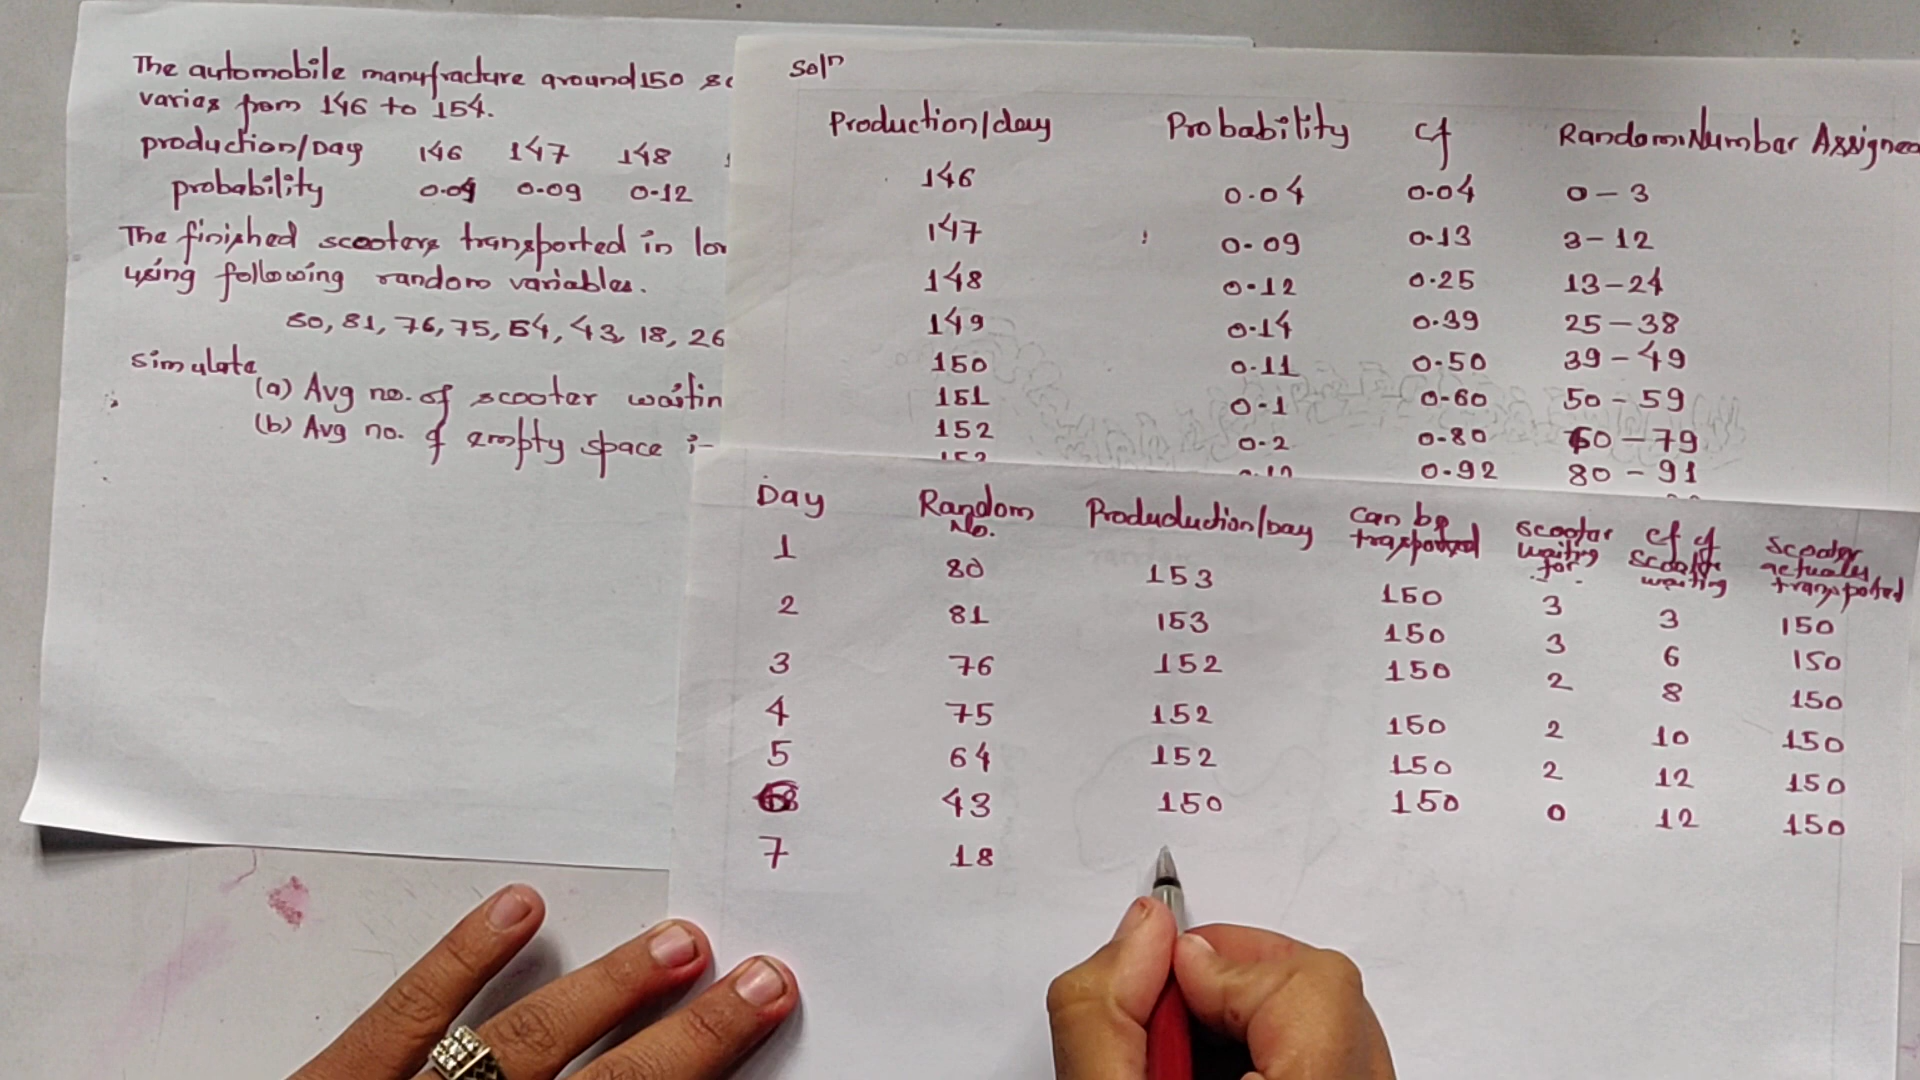 The automobile manyfracture around 150
varies from 146 to 154.
production/Day 146 147 148
probability 0.04 0.09 0.12
The finished scooters transported in
using following random variables.
80, 81, 76, 75, 64, 43, 18, 26
simulate
(a) Avg no. of scooter
(b) Avg no. of empty space :-
Soln
Production/day Probability cf Random Number Assigned
146 0.04 0.04 0-3
147 0.09 0.13 3-12
148 0.12 0.25 13-24
149 0.14 0.39 25-38
150 0.11 0.50 39-49
151 0.1 0.60 50-59
152 0.2 0.80 60-79
0.92 80-91
Day Random No. Produduction/Day can be trasported scooter waiting for cf of scooter waiting scooter actually transported
1 80 153 150 3 3 150
2 81 153 150 3 6 150
3 76 152 150 2 8 150
4 75 152 150 2 10 150
5 64 152 150 2 12 150
43 150 150 0 12 150
7 18